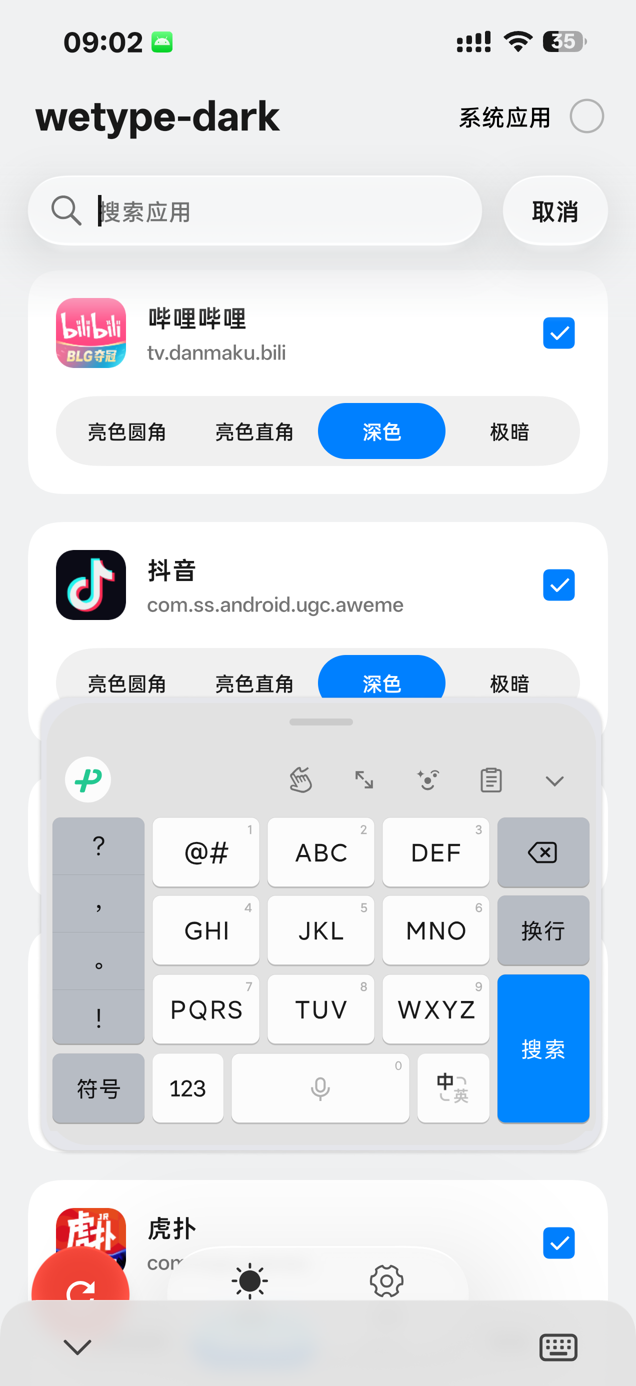 09:02
35
wetype-dark
系统应用
搜索应用
取消
bilibili
BLG夺冠
哔哩哔哩
tv.danmaku.bili
亮色圆角 亮色直角 深色 极暗
抖音
com.ss.android.ugc.aweme
亮色圆角 亮色直角 深色 极暗
? @# 1 ABC 2 DEF 3
, GHI 4 JKL 5 MNO 6 换行
。 PQRS 7 TUV 8 WXYZ 9
! 搜索
符号 123 0 中 英
虎扑 JR
虎扑
com